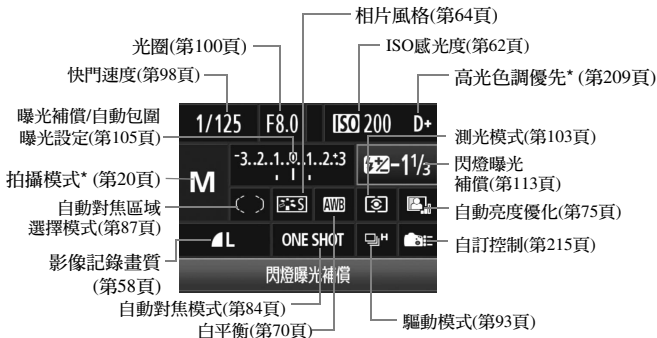 相片風格(第64頁)
光圈(第100頁)
ISO感光度(第62頁)
快門速度(第98頁)
高光色調優先* (第209頁)
曝光補償/自動包圍
曝光設定(第105頁)
1/125 F8.0 ISO 200 D+
測光模式(第103頁)
-3..2..1..0..1..2.+3
-1 1/3
閃燈曝光
補償(第113頁)
拍攝模式* (第20頁)
M
自動對焦區域
選擇模式(第87頁)
S AWB
自動亮度優化(第75頁)
影像記錄畫質
(第58頁)
L ONE SHOT H
自訂控制(第215頁)
閃燈曝光補償
自動對焦模式(第84頁)
白平衡(第70頁)
驅動模式(第93頁)